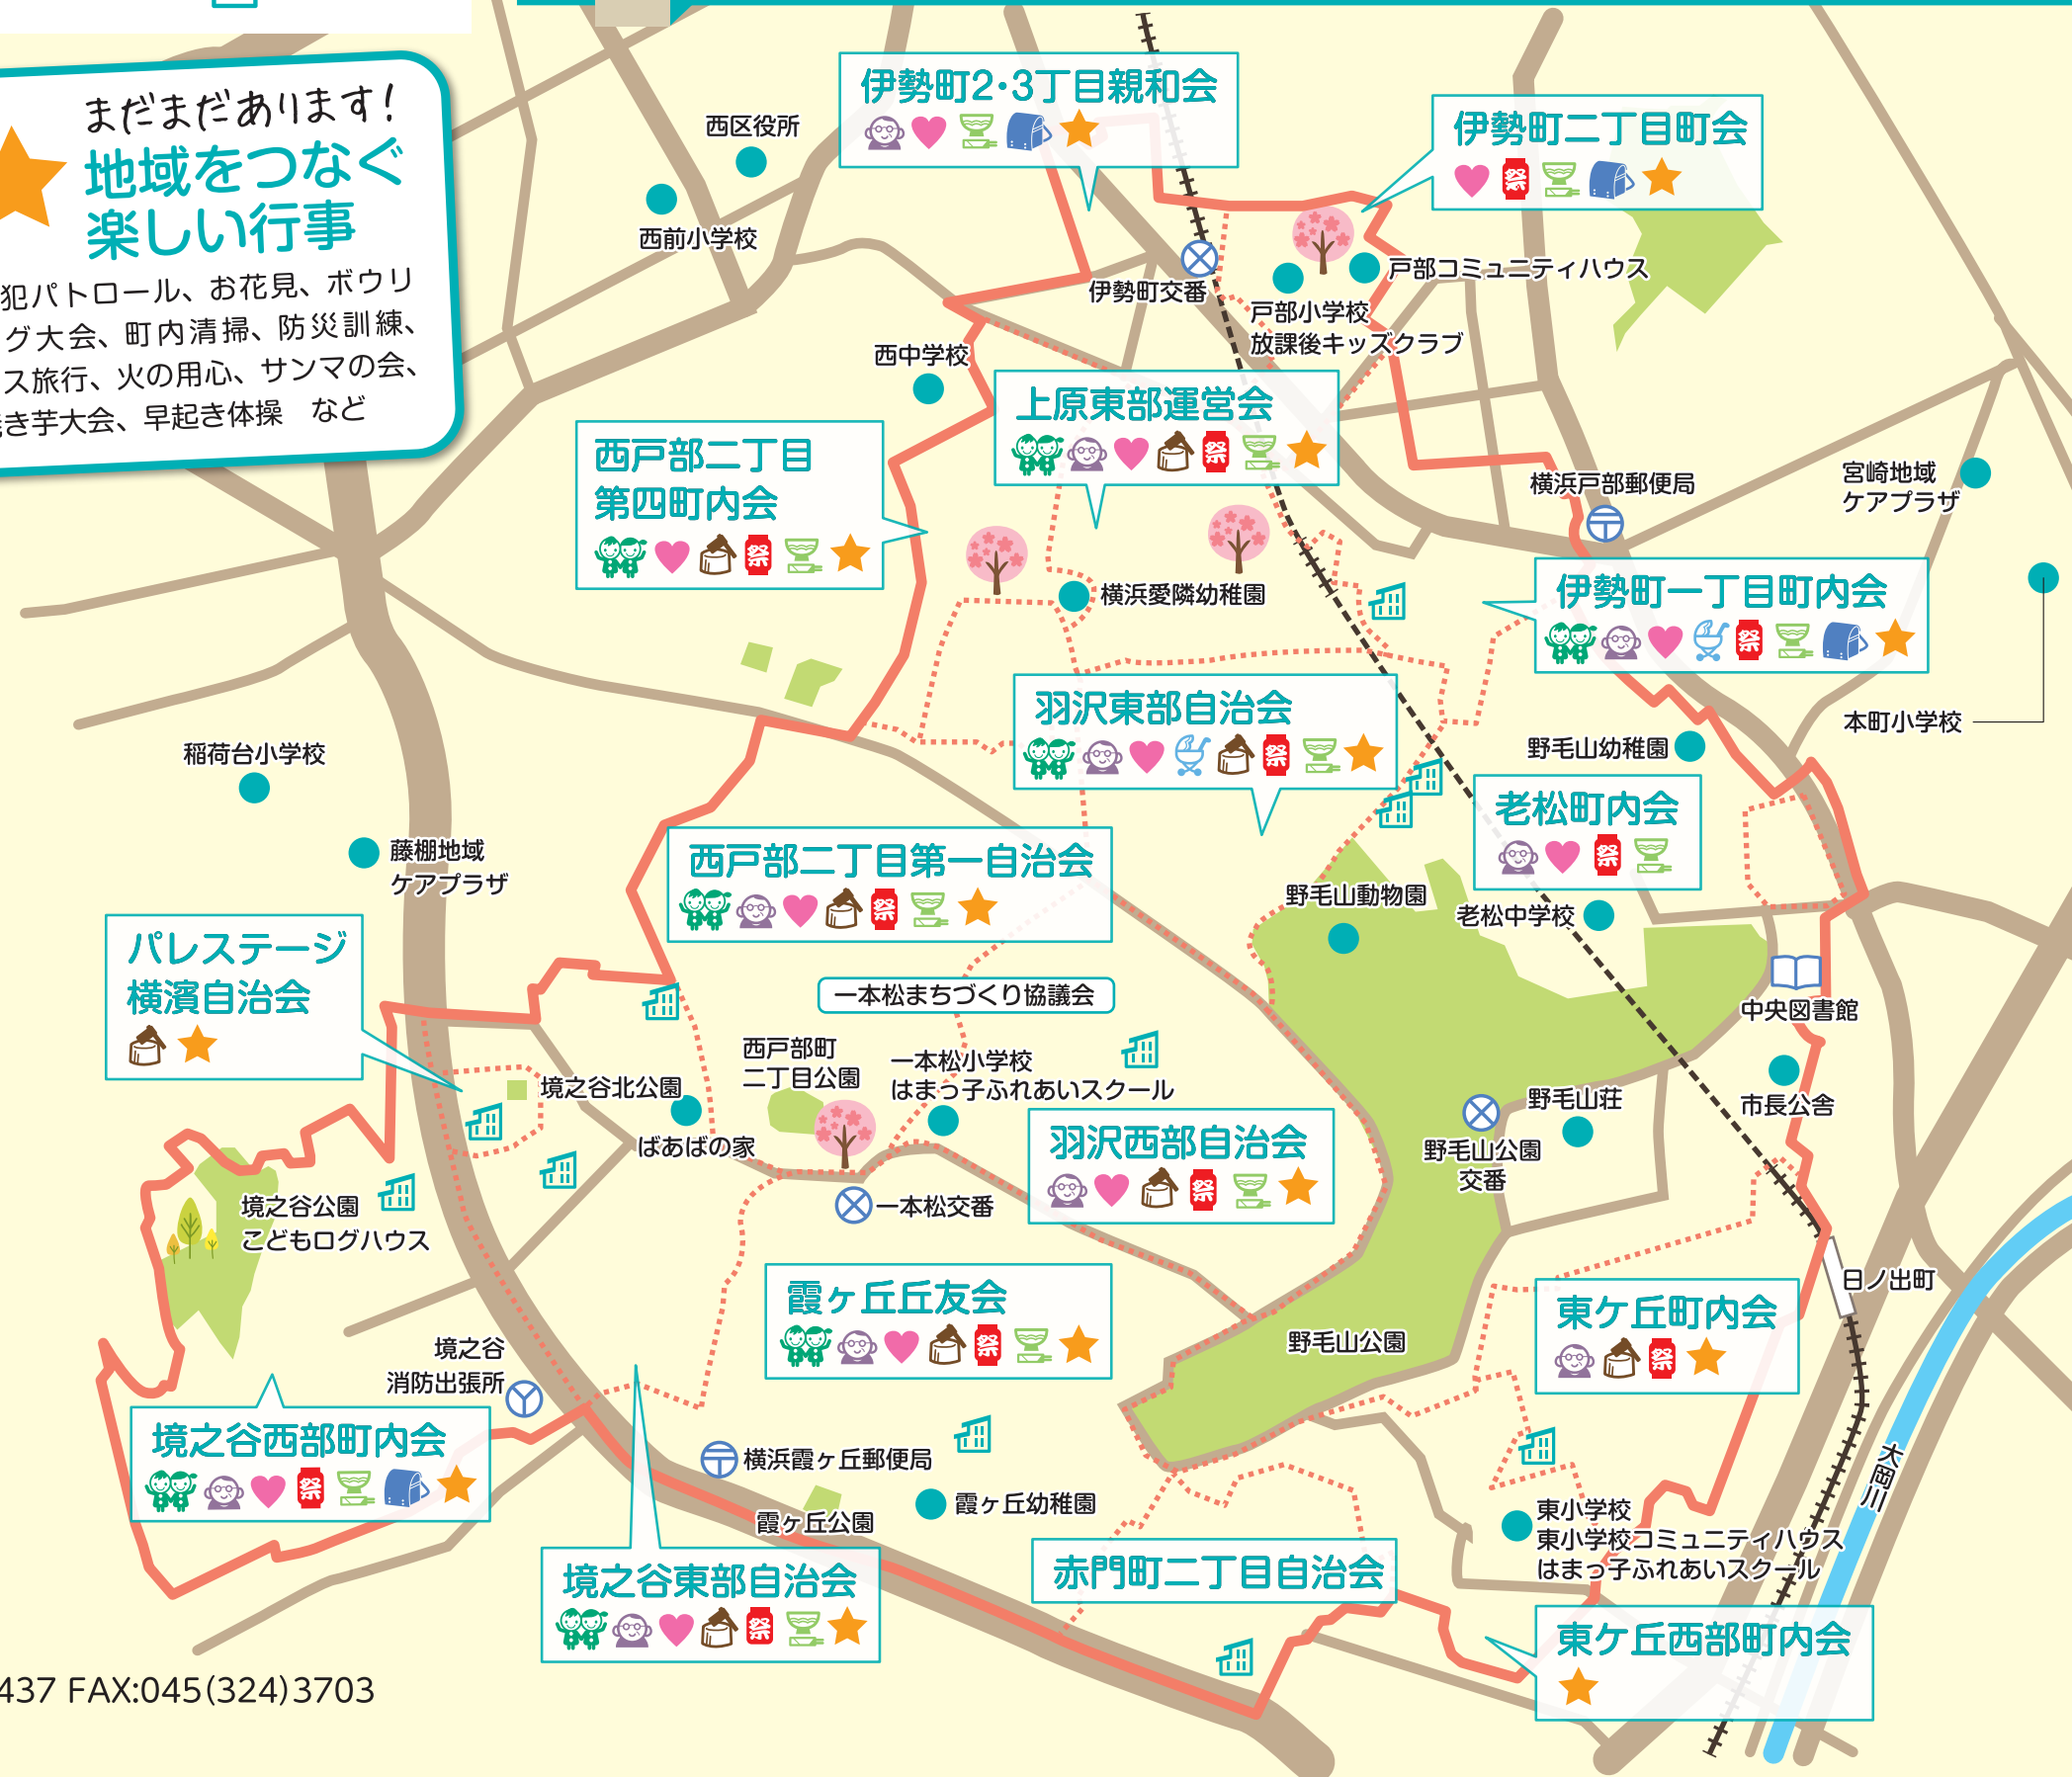 まだまだあります!
地域をつなぐ
楽しい行事
犯パトロール、お花見、ボウリ
グ大会、町内清掃、防災訓練、
ス旅行、火の用心、サンマの会、
き芋大会、早起き体操 など
西区役所
西前小学校
伊勢町2・3丁目親和会
伊勢町二丁目町会
祭
伊勢町交番
戸部コミュニティハウス
戸部小学校
放課後キッズクラブ
西中学校
上原東部運営会
祭
西戸部二丁目
第四町内会
祭
横浜戸部郵便局
宮崎地域
ケアプラザ
横浜愛隣幼稚園
伊勢町一丁目町内会
祭
本町小学校
羽沢東部自治会
祭
野毛山幼稚園
稲荷台小学校
老松町内会
祭
藤棚地域
ケアプラザ
西戸部二丁目第一自治会
祭
野毛山動物園
老松中学校
パレステージ
横濱自治会
一本松まちづくり協議会
中央図書館
西戸部町
二丁目公園
一本松小学校
はまっ子ふれあいスクール
境之谷北公園
ばあばの家
野毛山荘
市長公舎
羽沢西部自治会
祭
野毛山公園
交番
境之谷公園
こどもログハウス
一本松交番
日ノ出町
霞ヶ丘丘友会
祭
東ケ丘町内会
祭
野毛山公園
境之谷
消防出張所
境之谷西部町内会
祭
横浜霞ヶ丘郵便局
大岡川
霞ヶ丘幼稚園
霞ヶ丘公園
東小学校
東小学校コミュニティハウス
はまっ子ふれあいスクール
境之谷東部自治会
祭
赤門町二丁目自治会
東ケ丘西部町内会
437 FAX:045(324)3703